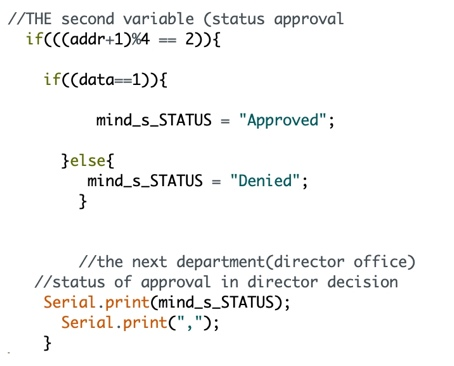 //THE second variable (status approval
if(((addr+1)%4 == 2)){
if((data==1)){
mind_s_STATUS = "Approved";
}else{
mind_s_STATUS = "Denied";
}
//the next department(director office)
//status of approval in director decision
Serial.print(mind_s_STATUS);
Serial.print(",");
}